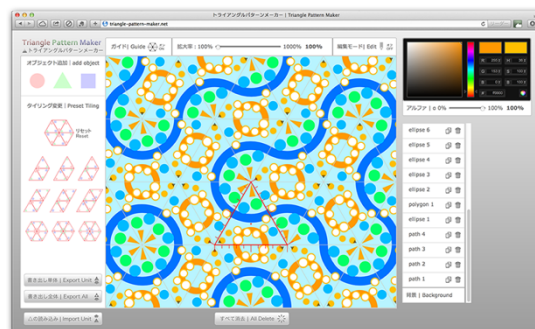 トライアングルパターンメーカー | Triangle Pattern Maker
triangle-pattern-maker.net
Triangle Pattern Maker
トライアングルパターンメーカー
ガイド | Guide
拡大率 : 100%
1000%
100%
編集モード | Edit
オブジェクト追加 | add object
タイリング変更 | Preset Tiling
リセット
Reset
書き出し単体 | Export Unit
書き出し全体 | Export All
△の読み込み | Import Unit
すべて消去 | All Delete
アルファ | α 0%
100%
100%
ellipse 6
ellipse 5
ellipse 4
ellipse 3
ellipse 2
polygon 1
ellipse 1
path 4
path 3
path 2
path 1
背景 | Background